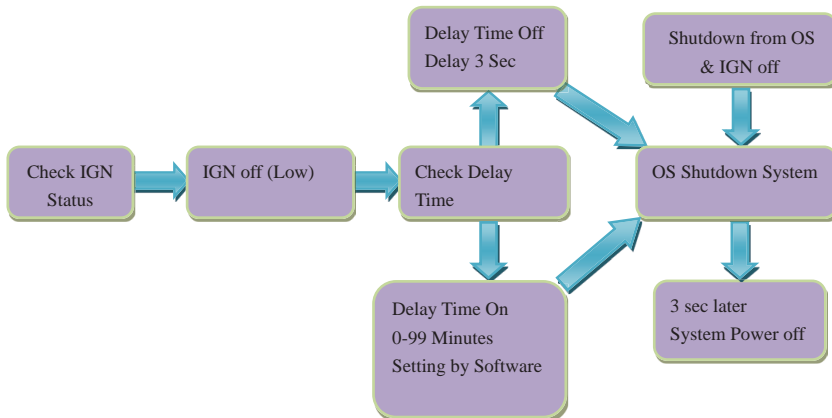 Delay Time Off
Delay 3 Sec
Shutdown from OS
& IGN off
Check IGN
Status
IGN off (Low)
Check Delay
Time
OS Shutdown System
Delay Time On
0-99 Minutes
Setting by Software
3 sec later
System Power off